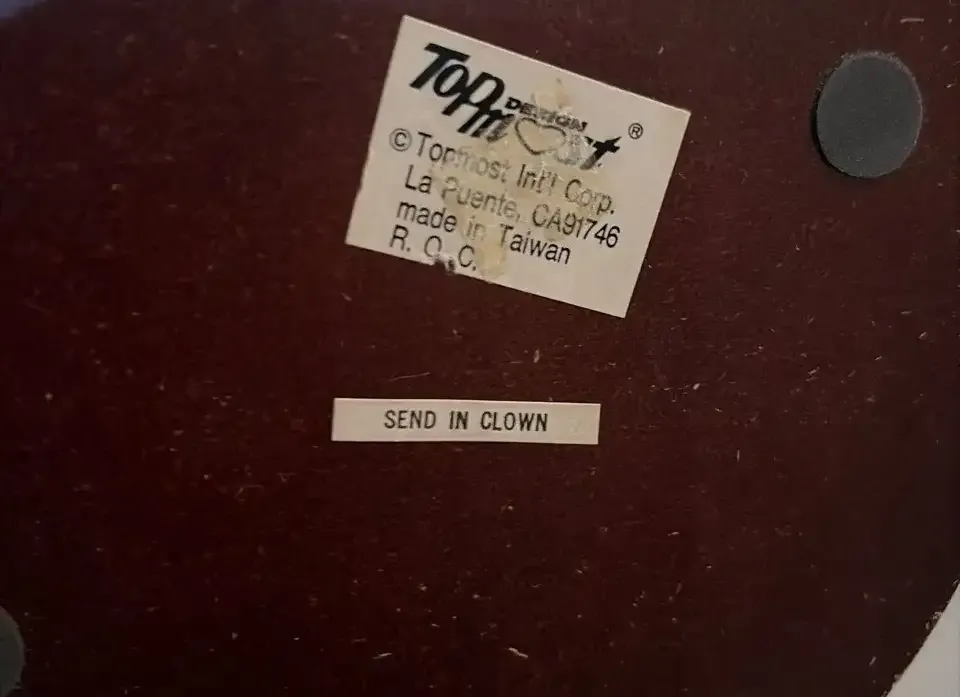 Topmost ®
DESIGN
© Topmost Int'l Corp.
La Puente, CA91746
made in Taiwan
R. O. C.
SEND IN CLOWN